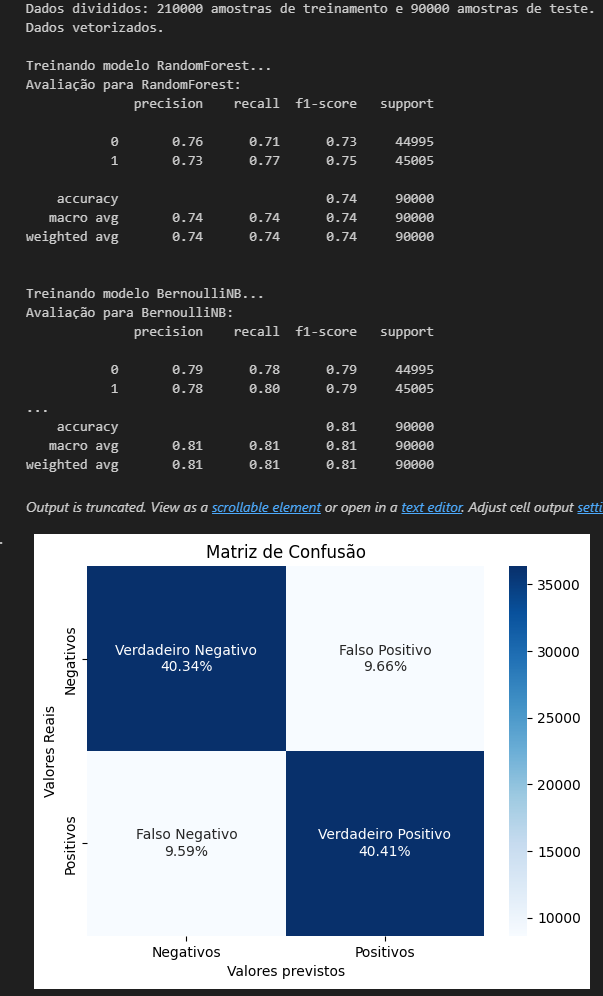 Dados divididos: 210000 amostras de treinamento e 90000 amostras de teste.
Dados vetorizados.
Treinando modelo RandomForest...
Avaliação para RandomForest:
precision recall f1-score support
0 0.76 0.71 0.73 44995
1 0.73 0.77 0.75 45005
accuracy 0.74 90000
macro avg 0.74 0.74 0.74 90000
weighted avg 0.74 0.74 0.74 90000
Treinando modelo BernoulliNB...
Avaliação para BernoulliNB:
precision recall f1-score support
0 0.79 0.78 0.79 44995
1 0.78 0.80 0.79 45005
...
accuracy 0.81 90000
macro avg 0.81 0.81 0.81 90000
weighted avg 0.81 0.81 0.81 90000
Output is truncated. View as a scrollable element or open in a text editor. Adjust cell output setti
Matriz de Confusão
Valores Reais
Negativos
Positivos
Verdadeiro Negativo
40.34%
Falso Positivo
9.66%
Falso Negativo
9.59%
Verdadeiro Positivo
40.41%
Negativos
Positivos
Valores previstos
35000
30000
25000
20000
15000
10000